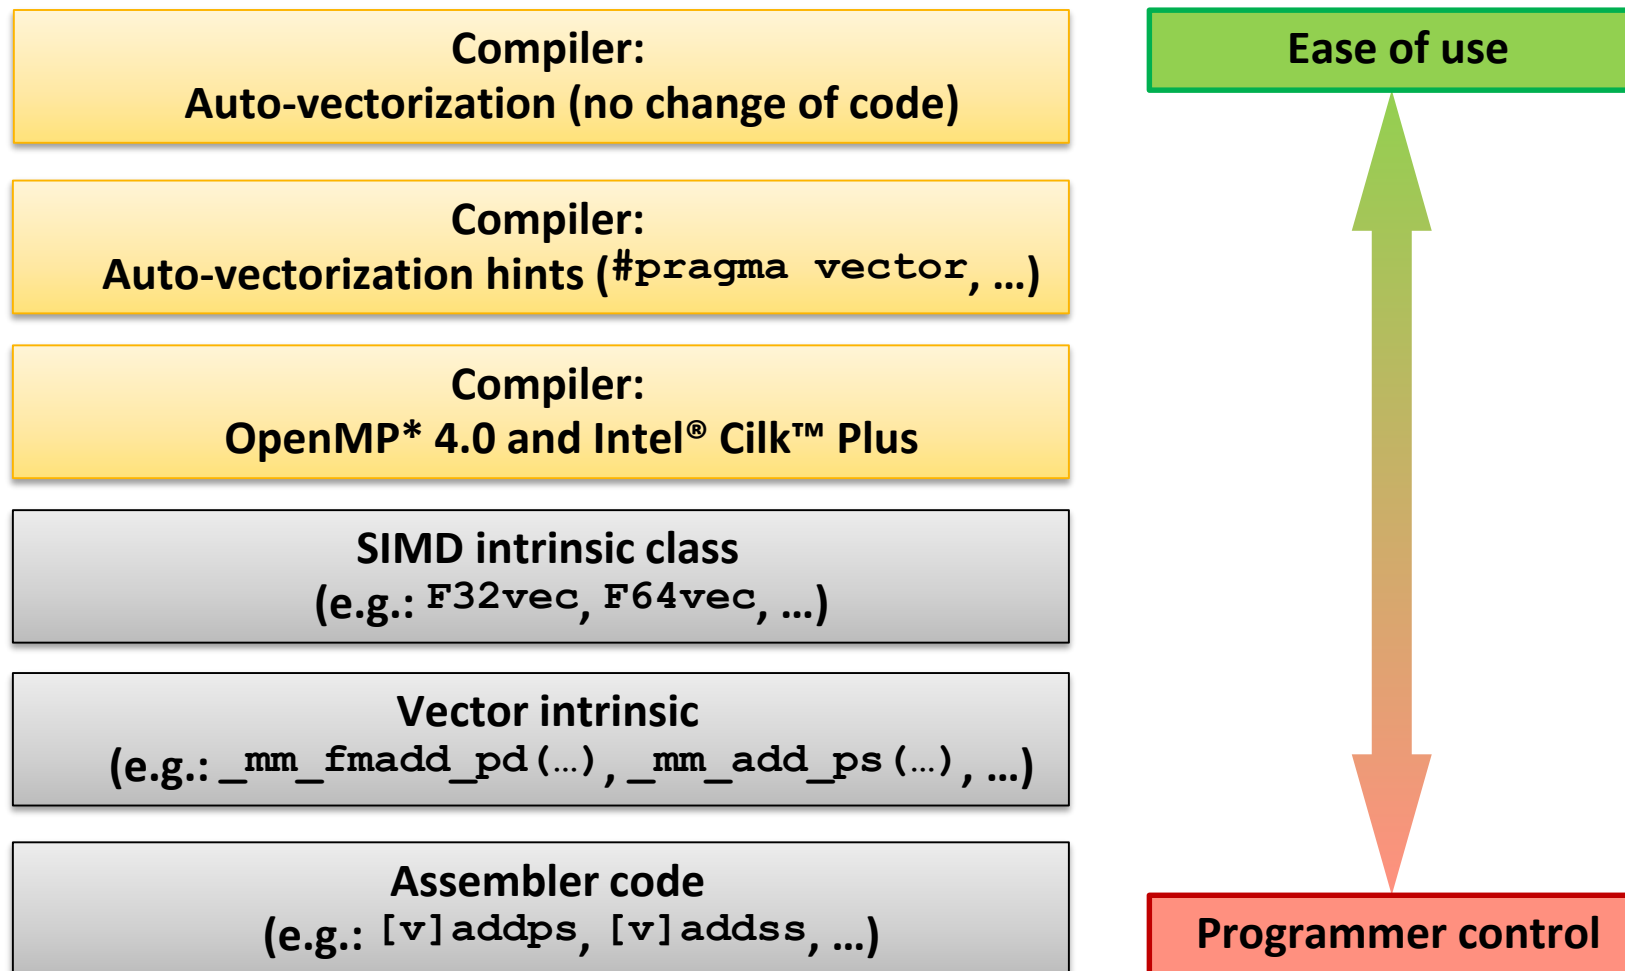 Compiler:
Auto-vectorization (no change of code)
Compiler:
Auto-vectorization hints (#pragma vector, …)
Compiler:
OpenMP* 4.0 and Intel® Cilk™ Plus
SIMD intrinsic class
(e.g.: F32vec, F64vec, …)
Vector intrinsic
(e.g.: _mm_fmadd_pd(…), _mm_add_ps(…), …)
Assembler code
(e.g.: [v]addps, [v]addss, …)
Ease of use
Programmer control